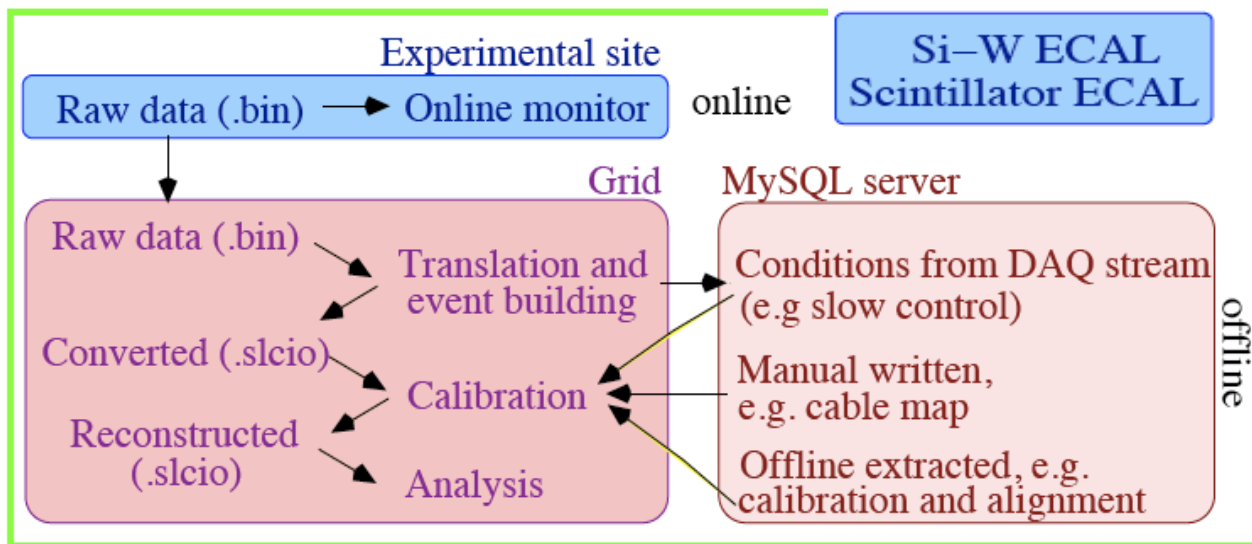 Experimental site
Si–W ECAL
Scintillator ECAL
Raw data (.bin)
Online monitor
online
Grid
MySQL server
Raw data (.bin)
Translation and
event building
Conditions from DAQ stream
(e.g slow control)
Converted (.slcio)
Calibration
Manual written,
e.g. cable map
Reconstructed
(.slcio)
Analysis
Offline extracted, e.g.
calibration and alignment
offline